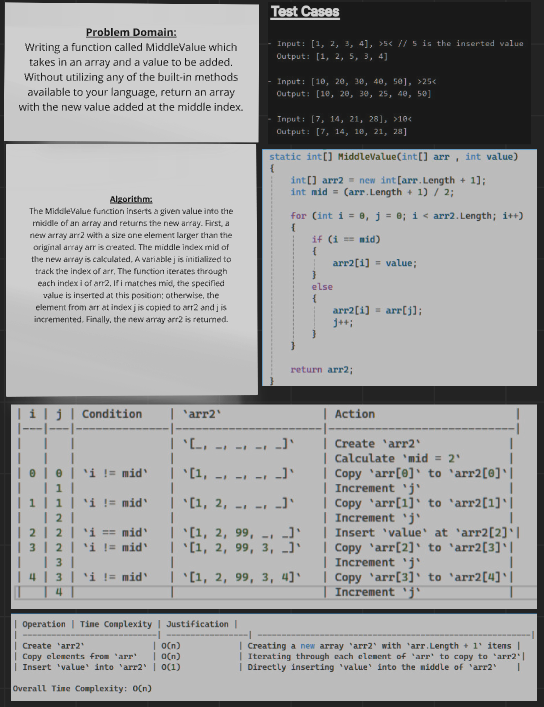 Problem Domain:
Writing a function called MiddleValue which
takes in an array and a value to be added.
Without utilizing any of the built-in methods
available to your language, return an array
with the new value added at the middle index.
Test Cases
- Input: [1, 2, 3, 4], >5< // 5 is the inserted value
Output: [1, 2, 5, 3, 4]
- Input: [10, 20, 30, 40, 50], >25<
Output: [10, 20, 30, 25, 40, 50]
- Input: [7, 14, 21, 28], >10<
Output: [7, 14, 10, 21, 28]
Algorithm:
The MiddleValue function inserts a given value into the
middle of an array and returns the new array. First, a
new array arr2 with a size one element larger than the
original array arr is created. The middle index mid of
the new array is calculated. A variable j is initialized to
track the index of arr. The function iterates through
each index i of arr2. If i matches mid, the specified
value is inserted at this position; otherwise, the
element from arr at index j is copied to arr2 and j is
incremented. Finally, the new array arr2 is returned.
static int[] MiddleValue(int[] arr , int value)
{
int[] arr2 = new int[arr.Length + 1];
int mid = (arr.Length + 1) / 2;
for (int i = 0, j = 0; i < arr2.Length; i++)
{
if (i == mid)
{
arr2[i] = value;
}
else
{
arr2[i] = arr[j];
j++;
}
}
return arr2;
}
| i | j | Condition | `arr2` | Action |
|---|---|-----------|--------------------|-------------------------|
| | | | `[_, _, _, _, _]` | Create `arr2` |
| | | | | Calculate `mid = 2` |
| 0 | 0 | `i != mid` | `[1, _, _, _, _]` | Copy `arr[0]` to `arr2[0]`|
| | 1 | | | Increment `j` |
| 1 | 1 | `i != mid` | `[1, 2, _, _, _]` | Copy `arr[1]` to `arr2[1]`|
| | 2 | | | Increment `j` |
| 2 | 2 | `i == mid` | `[1, 2, 99, _, _]` | Insert `value` at `arr2[2]`|
| 3 | 2 | `i != mid` | `[1, 2, 99, 3, _]` | Copy `arr[2]` to `arr2[3]`|
| | 3 | | | Increment `j` |
| 4 | 3 | `i != mid` | `[1, 2, 99, 3, 4]` | Copy `arr[3]` to `arr2[4]`|
| | 4 | | | Increment `j` |
| Operation | Time Complexity | Justification |
| ----------------------| -----------------| -----------------------------------------------|
| Create `arr2` | O(n) | Creating a new array `arr2` with `arr.Length + 1` items |
| Copy elements from `arr` | O(n) | Iterating through each element of `arr` to copy to `arr2`|
| Insert `value` into `arr2` | O(1) | Directly inserting `value` into the middle of `arr2` |
Overall Time Complexity: O(n)